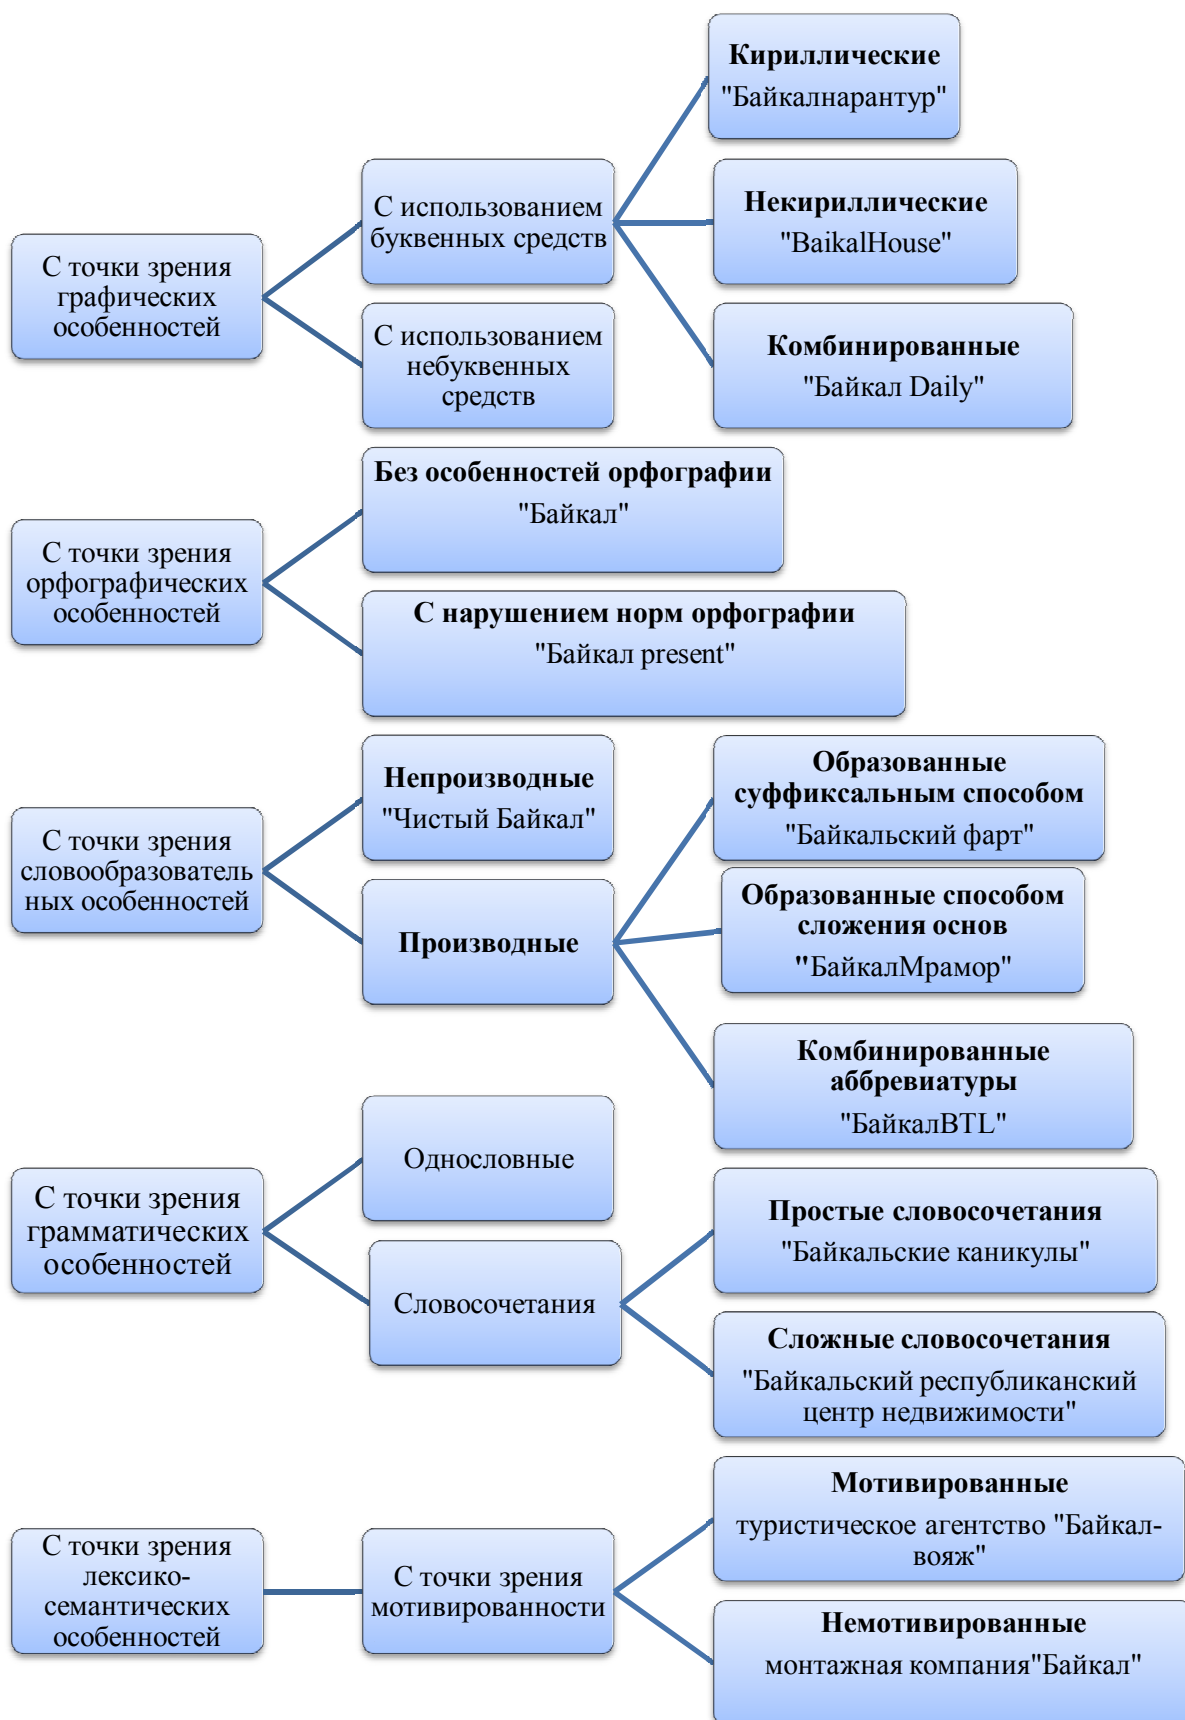 С точки зрения
графических
особенностей
С использованием
буквенных средств
Кириллические
"Байкалнарантур"
Некириллические
"BaikalHouse"
Комбинированные
"Байкал Daily"
С использованием
небуквенных
средств
С точки зрения
орфографических
особенностей
Без особенностей орфографии
"Байкал"
С нарушением норм орфографии
"Байкал present"
С точки зрения
словообразователь
ных особенностей
Непроизводные
"Чистый Байкал"
Производные
Образованные
суффиксальным способом
"Байкальский фарт"
Образованные способом
сложения основ
"БайкалМрамор"
Комбинированные
аббревиатуры
"БайкалBTL"
С точки зрения
грамматических
особенностей
Однословные
Словосочетания
Простые словосочетания
"Байкальские каникулы"
Сложные словосочетания
"Байкальский республиканский
центр недвижимости"
С точки зрения
лексико-
семантических
особенностей
С точки зрения
мотивированности
Мотивированные
туристическое агентство "Байкал-
вояж"
Немотивированные
монтажная компания"Байкал"